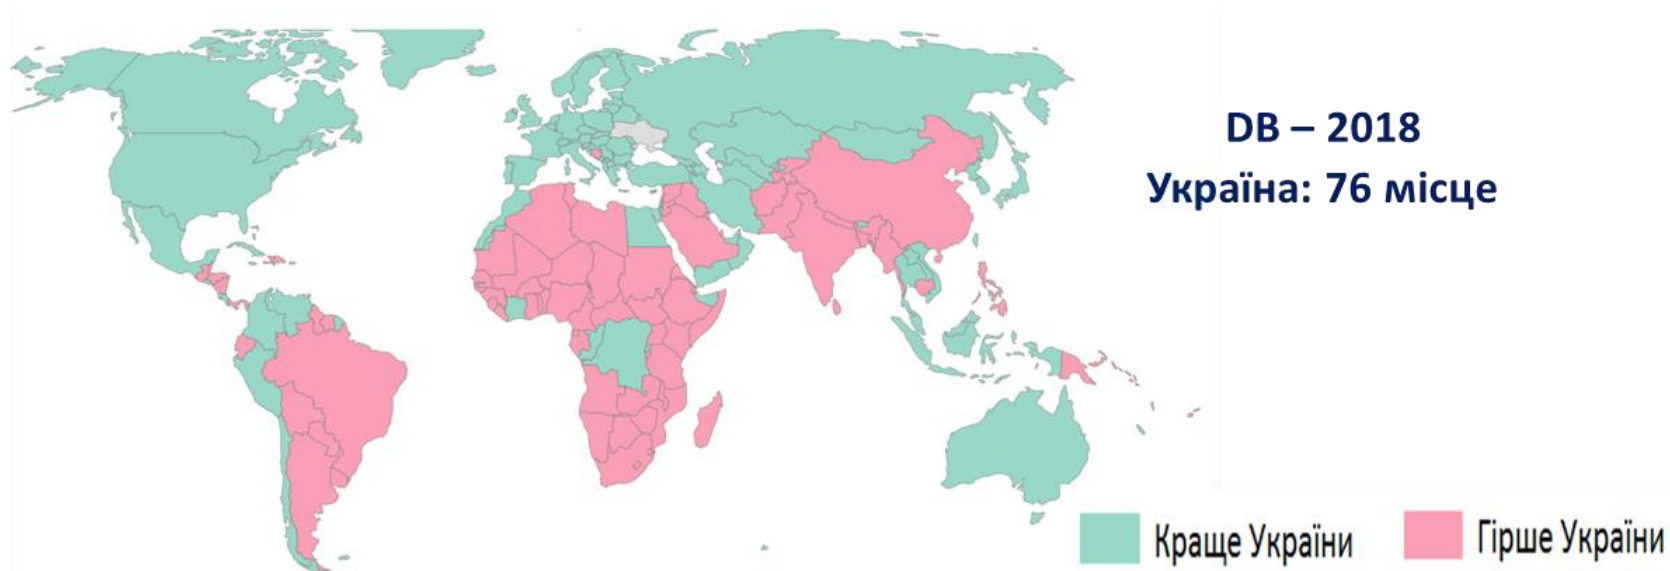 DB – 2018
Україна: 76 місце
Краще України
Гірше України